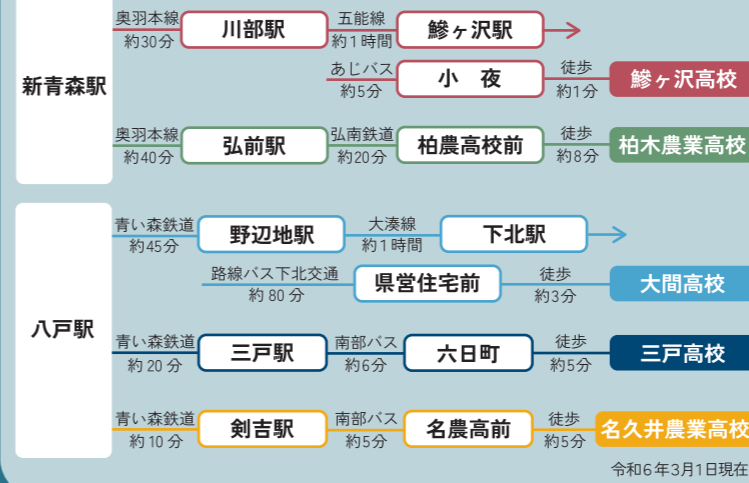 新青森駅
奥羽本線
約30分
川部駅
五能線
約1時間
鰺ヶ沢駅
あじバス
約5分
小 夜
徒歩
約1分
鰺ヶ沢高校
奥羽本線
約40分
弘前駅
弘南鉄道
約20分
柏農高校前
徒歩
約8分
柏木農業高校
八戸駅
青い森鉄道
約45分
野辺地駅
大湊線
約1時間
下北駅
路線バス下北交通
約80分
県営住宅前
徒歩
約3分
大間高校
青い森鉄道
約20分
三戸駅
南部バス
約6分
六日町
徒歩
約5分
三戸高校
青い森鉄道
約10分
剣吉駅
南部バス
約5分
名農高前
徒歩
約5分
名久井農業高校
令和6年3月1日現在